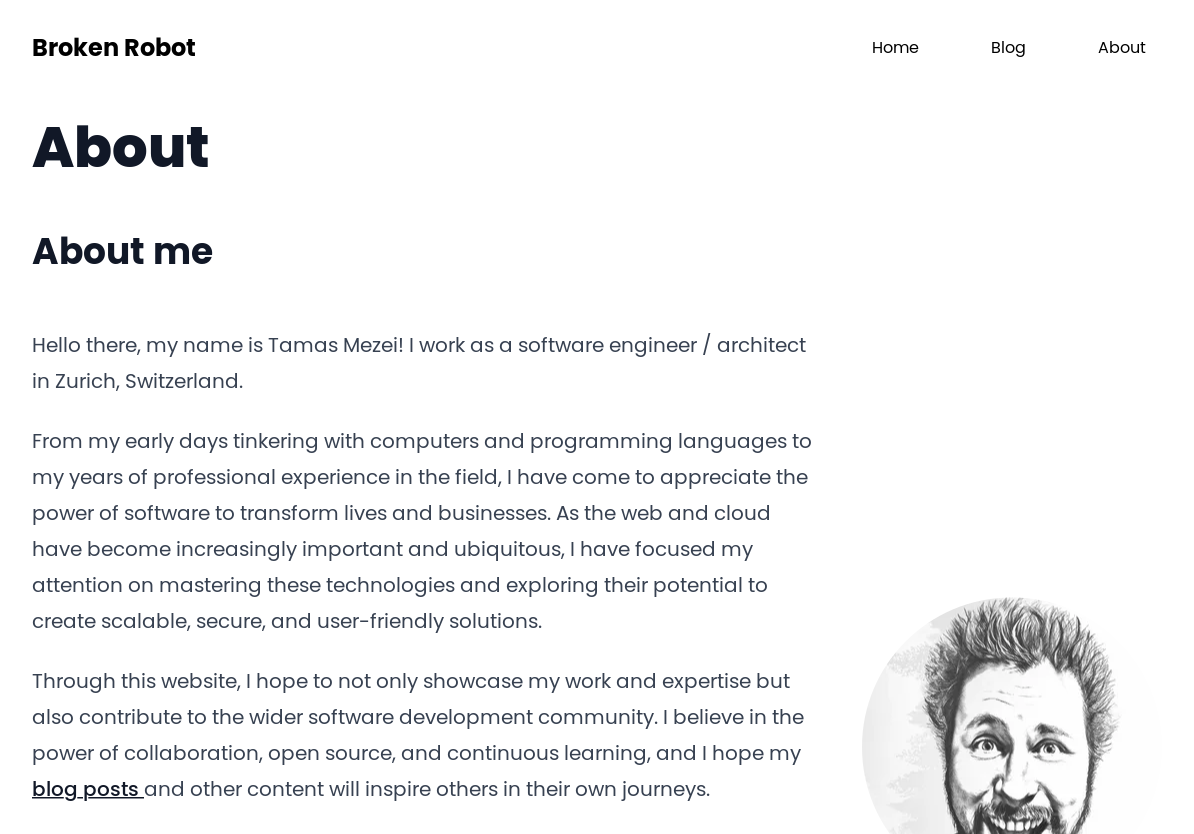 Broken Robot
Home
Blog
About
About
About me
Hello there, my name is Tamas Mezei! I work as a software engineer / architect
in Zurich, Switzerland.
From my early days tinkering with computers and programming languages to
my years of professional experience in the field, I have come to appreciate the
power of software to transform lives and businesses. As the web and cloud
have become increasingly important and ubiquitous, I have focused my
attention on mastering these technologies and exploring their potential to
create scalable, secure, and user-friendly solutions.
Through this website, I hope to not only showcase my work and expertise but
also contribute to the wider software development community. I believe in the
power of collaboration, open source, and continuous learning, and I hope my
blog posts and other content will inspire others in their own journeys.